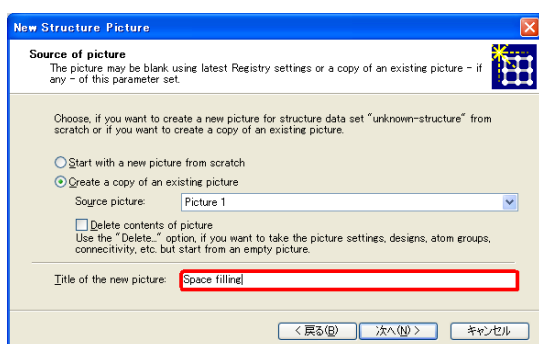 New Structure Picture
Source of picture
The picture may be blank using latest Registry settings or a copy of an existing picture - if
any - of this parameter set.
Choose, if you want to create a new picture for structure data set "unknown-structure" from
scratch or if you want to create a copy of an existing picture.
Start with a new picture from scratch
Create a copy of an existing picture
Source picture:
Picture 1
Delete contents of picture
Use the "Delete..." option, if you want to take the picture settings, designs, atom groups,
connecitivity, etc. but start from an empty picture.
Title of the new picture:
Space filling
< 戻る(B)
次へ(N) >
キャンセル